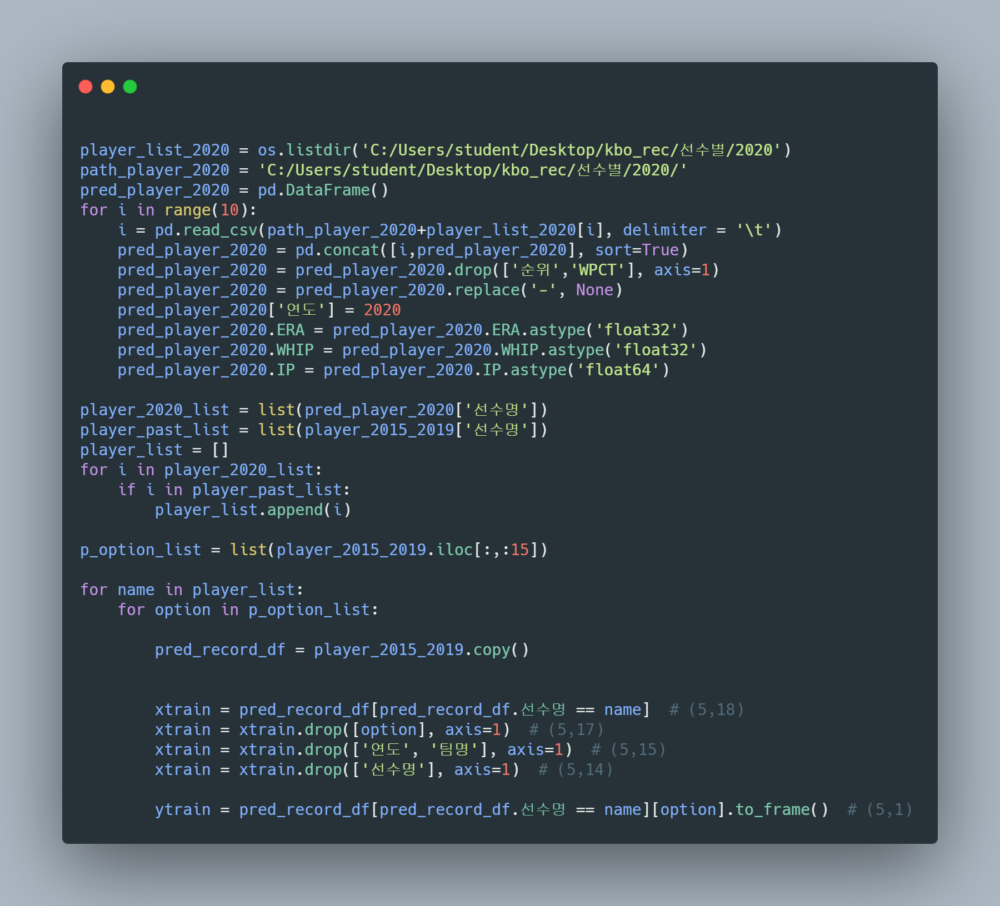 player_list_2020 = os.listdir('C:/Users/student/Desktop/kbo_rec/선수별/2020')
path_player_2020 = 'C:/Users/student/Desktop/kbo_rec/선수별/2020/'
pred_player_2020 = pd.DataFrame()
for i in range(10):
    i = pd.read_csv(path_player_2020+player_list_2020[i], delimiter = '\t')
    pred_player_2020 = pd.concat([i,pred_player_2020], sort=True)
    pred_player_2020 = pred_player_2020.drop(['순위','WPCT'], axis=1)
    pred_player_2020 = pred_player_2020.replace('-', None)
    pred_player_2020['연도'] = 2020
    pred_player_2020.ERA = pred_player_2020.ERA.astype('float32')
    pred_player_2020.WHIP = pred_player_2020.WHIP.astype('float32')
    pred_player_2020.IP = pred_player_2020.IP.astype('float64')

player_2020_list = list(pred_player_2020['선수명'])
player_past_list = list(player_2015_2019['선수명'])
player_list = []
for i in player_2020_list:
    if i in player_past_list:
        player_list.append(i)

p_option_list = list(player_2015_2019.iloc[:,:15])

for name in player_list:
    for option in p_option_list:

        pred_record_df = player_2015_2019.copy()


        xtrain = pred_record_df[pred_record_df.선수명 == name]  # (5,18)
        xtrain = xtrain.drop([option], axis=1)  # (5,17)
        xtrain = xtrain.drop(['연도', '팀명'], axis=1)  # (5,15)
        xtrain = xtrain.drop(['선수명'], axis=1)  # (5,14)

        ytrain = pred_record_df[pred_record_df.선수명 == name][option].to_frame()  # (5,1)